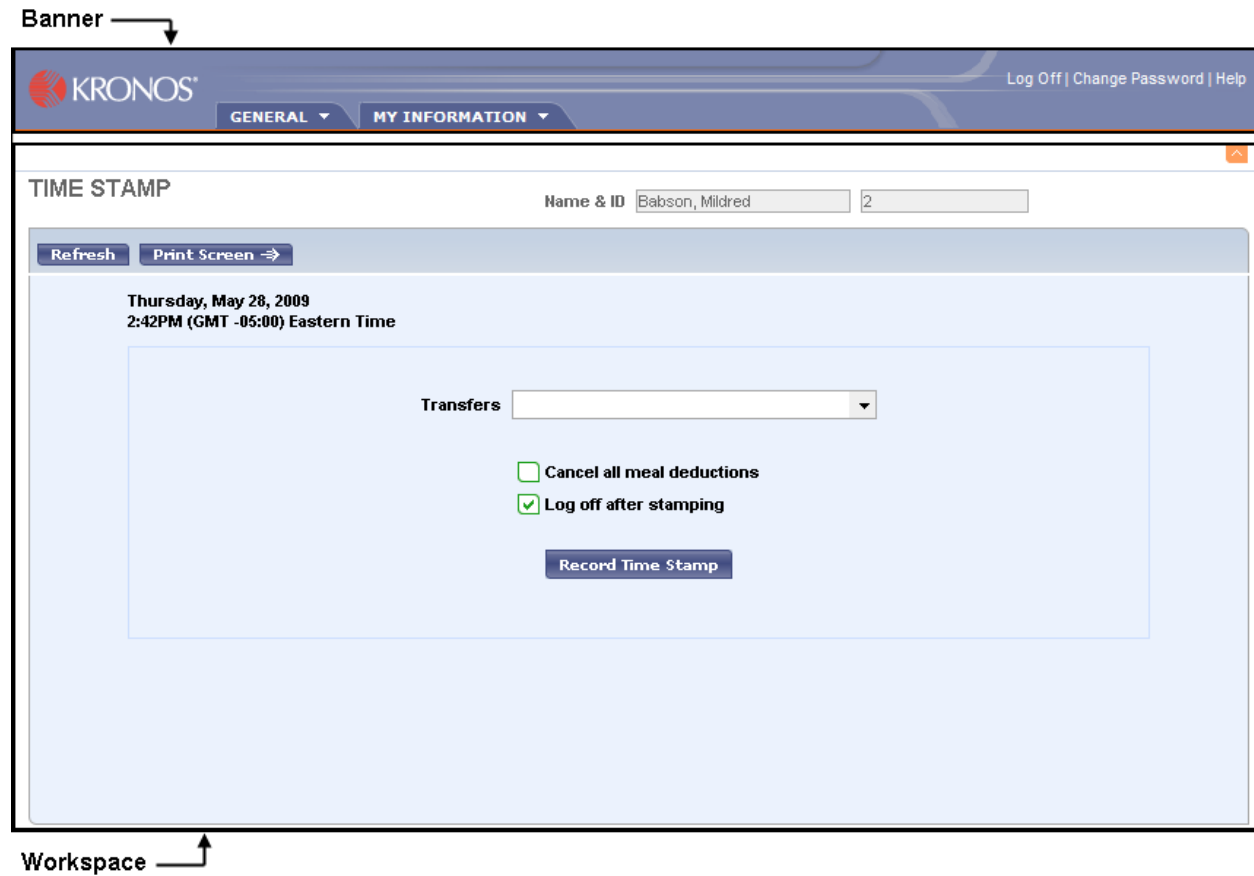 Banner
KRONOS®
Log Off | Change Password | Help
GENERAL MY INFORMATION
TIME STAMP
Name & ID Babson, Mildred 2
Refresh Print Screen
Thursday, May 28, 2009
2:42PM (GMT -05:00) Eastern Time
Transfers
Cancel all meal deductions
Log off after stamping
Record Time Stamp
Workspace